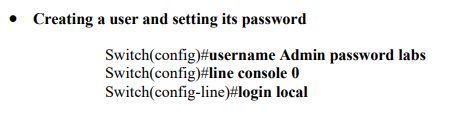 • Creating a user and setting its password
Switch(config)#username Admin password labs
Switch(config)#line console 0
Switch(config-line)#login local